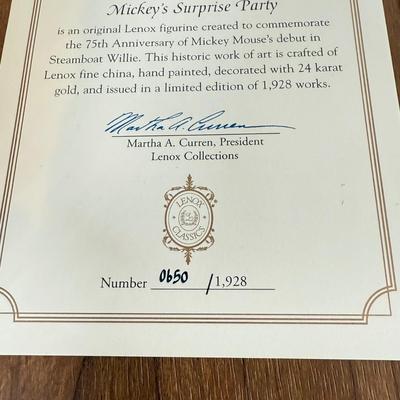 Mickey's Surprise Party
is an original Lenox figurine created to commemorate
the 75th Anniversary of Mickey Mouse's debut in
Steamboat Willie. This historic work of art is crafted of
Lenox fine china, hand painted, decorated with 24 karat
gold, and issued in a limited edition of 1,928 works.
Martha A. Curren
Martha A. Curren, President
Lenox Collections
LENOX
CLASSICS
Number 0650 /1,928